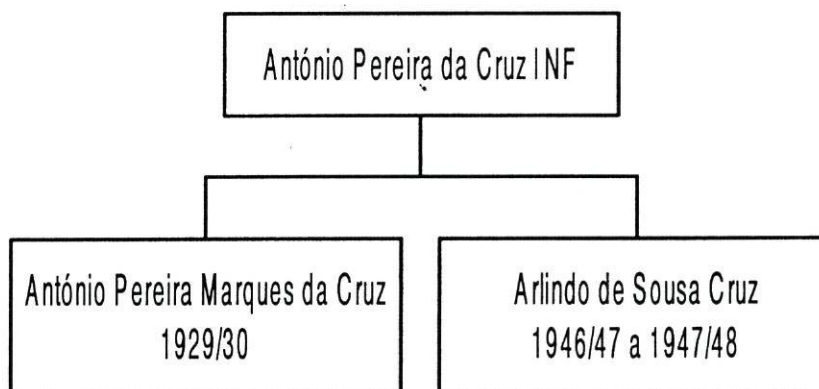 António Pereira da Cruz INF
António Pereira Marques da Cruz
1929/30
Arlindo de Sousa Cruz
1946/47 a 1947/48